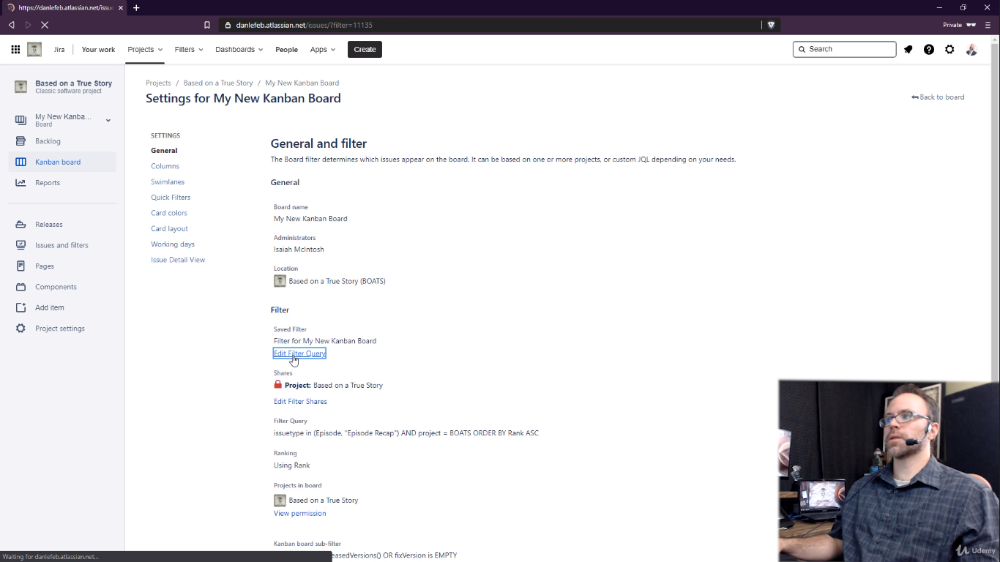 https://danlefeb.atlassian.net/issu
danlefeb.atlassian.net/issues/?filter=11135
Private
Jira
Your work
Projects
Filters
Dashboards
People
Apps
Create
Search
Based on a True Story
Classic software project
My New Kanba...
Board
Backlog
Kanban board
Reports
Releases
Issues and filters
Pages
Components
Add item
Project settings
Projects / Based on a True Story / My New Kanban Board
Settings for My New Kanban Board
Back to board
SETTINGS
General
Columns
Swimlanes
Quick Filters
Card colors
Card layout
Working days
Issue Detail View
General and filter
The Board filter determines which issues appear on the board. It can be based on one or more projects, or custom JQL depending on your needs.
General
Board name
My New Kanban Board
Administrators
Isaiah McIntosh
Location
Based on a True Story (BOATS)
Filter
Saved Filter
Filter for My New Kanban Board
Edit Filter Query
Shares
Project: Based on a True Story
Edit Filter Shares
Filter Query
issuetype in (Episode, "Episode Recap") AND project = BOATS ORDER BY Rank ASC
Ranking
Using Rank
Projects in board
Based on a True Story
View permission
Kanban board sub-filter
easedVersions() OR fixVersion is EMPTY
Waiting for danlefeb.atlassian.net...
Udemy